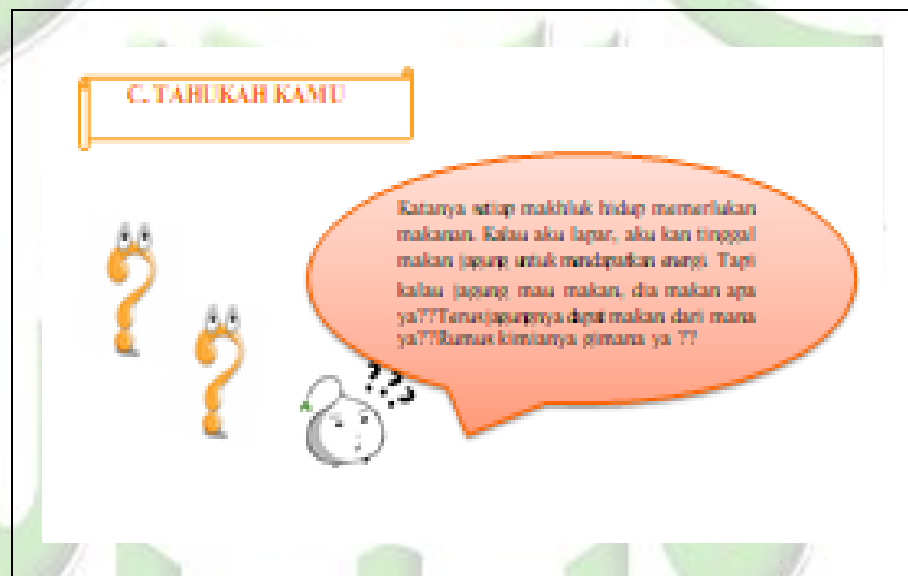 C. TAHUKAH KAMU
Katanya setiap makhluk hidup memerlukan
makanan. Kalau aku lapar, aku kan tinggal
makan jagung untuk mendapatkan energi. Tapi
kalau jagung mau makan, dia makan apa
ya??Terus jagungnya dapat makan dari mana
ya??Rumus kimianya gimana ya ??
???